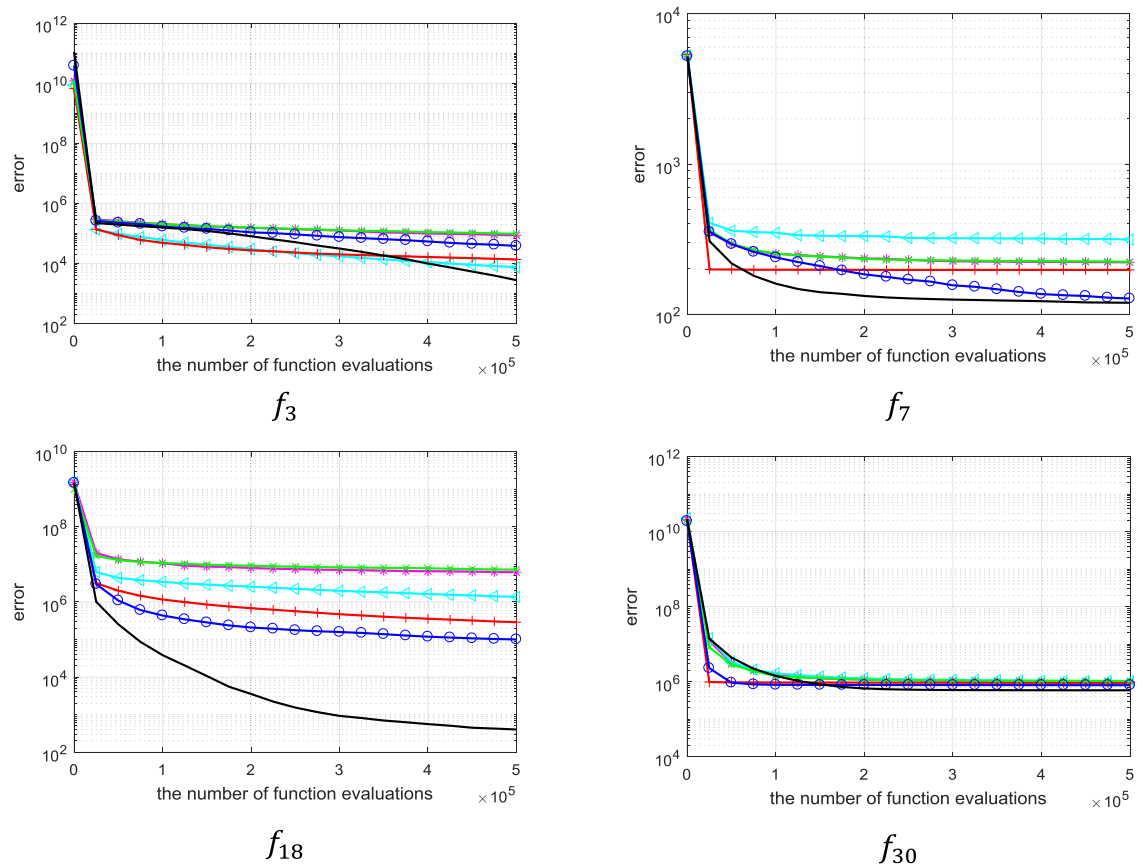 10^12
10^10
10^8
10^6
10^4
10^2
error
0 1 2 3 4 5
the number of function evaluations
× 10^5
f_3
10^4
10^3
10^2
error
0 1 2 3 4 5
the number of function evaluations
× 10^5
f_7
10^10
10^8
10^6
10^4
10^2
error
0 1 2 3 4 5
the number of function evaluations
× 10^5
f_18
10^12
10^10
10^8
10^6
10^4
error
0 1 2 3 4 5
the number of function evaluations
× 10^5
f_30